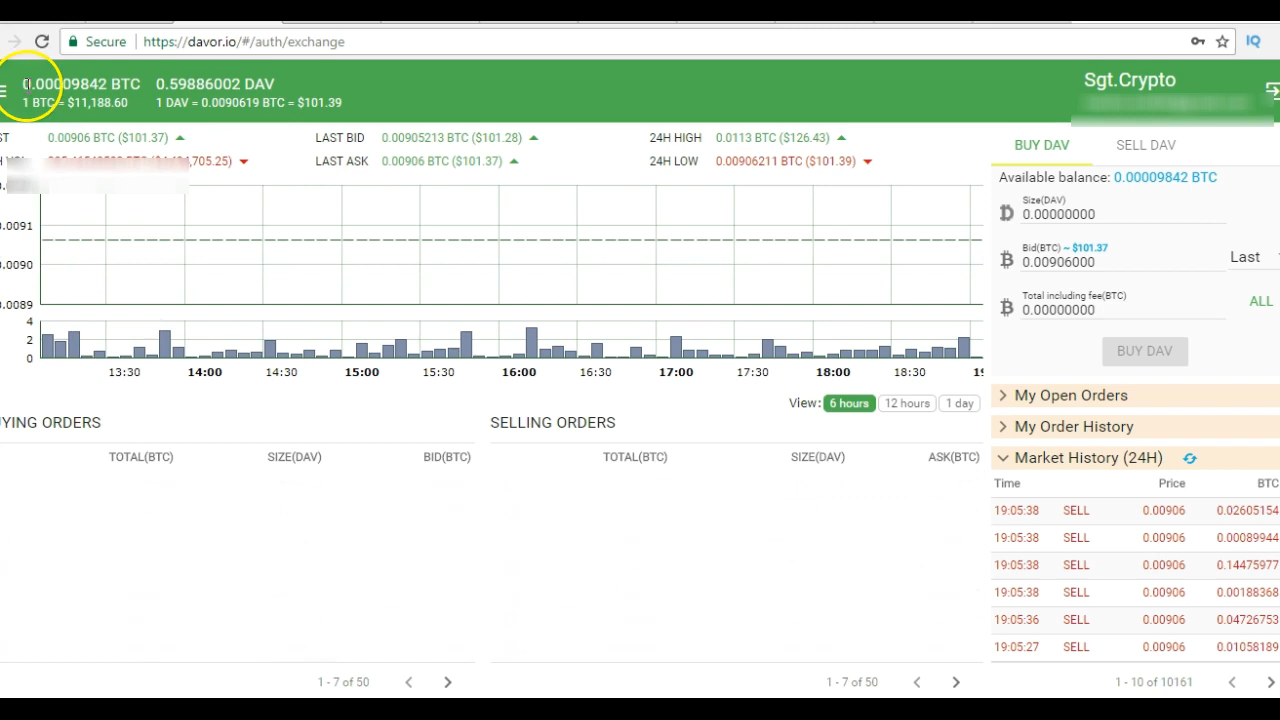 Secure https://davor.io/#/auth/exchange
0.00009842 BTC 0.59886002 DAV
1 BTC = $11,188.60 1 DAV = 0.0090619 BTC = $101.39
Sgt.Crypto
ST 0.00906 BTC ($101.37) LAST BID 0.00905213 BTC ($101.28) 24H HIGH 0.0113 BTC ($126.43)
LAST ASK 0.00906 BTC ($101.37) 24H LOW 0.00906211 BTC ($101.39)
BUY DAV SELL DAV
Available balance: 0.00009842 BTC
Size(DAV)
0.00000000
Bid(BTC) ~ $101.37
0.00906000 Last
Total including fee(BTC)
0.00000000 ALL
BUY DAV
0.0091
0.0090
0.0089
4
2
0
13:30 14:00 14:30 15:00 15:30 16:00 16:30 17:00 17:30 18:00 18:30
View: 6 hours 12 hours 1 day
YING ORDERS
TOTAL(BTC) SIZE(DAV) BID(BTC)
1 - 7 of 50
SELLING ORDERS
TOTAL(BTC) SIZE(DAV) ASK(BTC)
1 - 7 of 50
My Open Orders
My Order History
Market History (24H)
Time Price BTC
19:05:38 SELL 0.00906 0.02605154
19:05:38 SELL 0.00906 0.00089944
19:05:38 SELL 0.00906 0.14475977
19:05:38 SELL 0.00906 0.00188368
19:05:36 SELL 0.00906 0.04726753
19:05:27 SELL 0.00906 0.01058189
1 - 10 of 10161